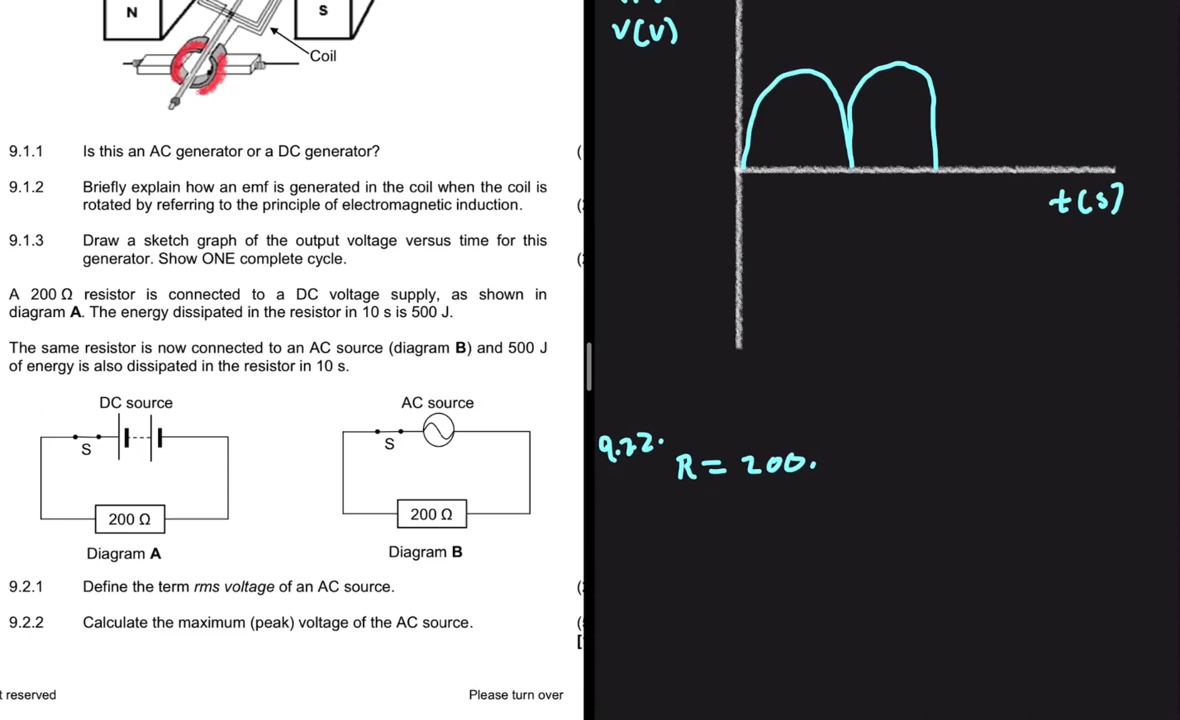 N
S
Coil
9.1.1 Is this an AC generator or a DC generator? (
9.1.2 Briefly explain how an emf is generated in the coil when the coil is
rotated by referring to the principle of electromagnetic induction. (
9.1.3 Draw a sketch graph of the output voltage versus time for this
generator. Show ONE complete cycle. (
A 200 Ω resistor is connected to a DC voltage supply, as shown in
diagram A. The energy dissipated in the resistor in 10 s is 500 J.
The same resistor is now connected to an AC source (diagram B) and 500 J
of energy is also dissipated in the resistor in 10 s.
DC source
S
200 Ω
Diagram A
AC source
S
200 Ω
Diagram B
9.2.1 Define the term rms voltage of an AC source. (
9.2.2 Calculate the maximum (peak) voltage of the AC source. (
[
t reserved
Please turn over
V(V)
t(s)
9.22.
R = 200.